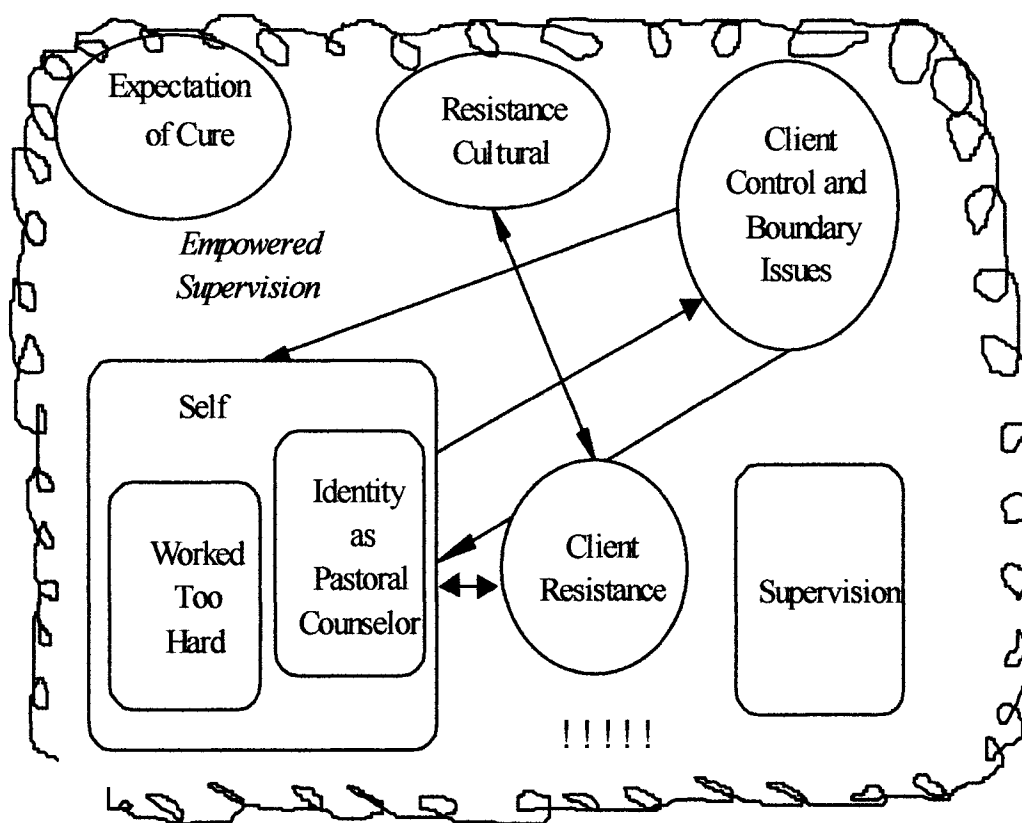 Expectation
of Cure
Resistance
Cultural
Client
Control and
Boundary
Issues
Empowered
Supervision
Self
Worked
Too
Hard
Identity
as
Pastoral
Counselor
Client
Resistance
Supervision
! ! ! ! !